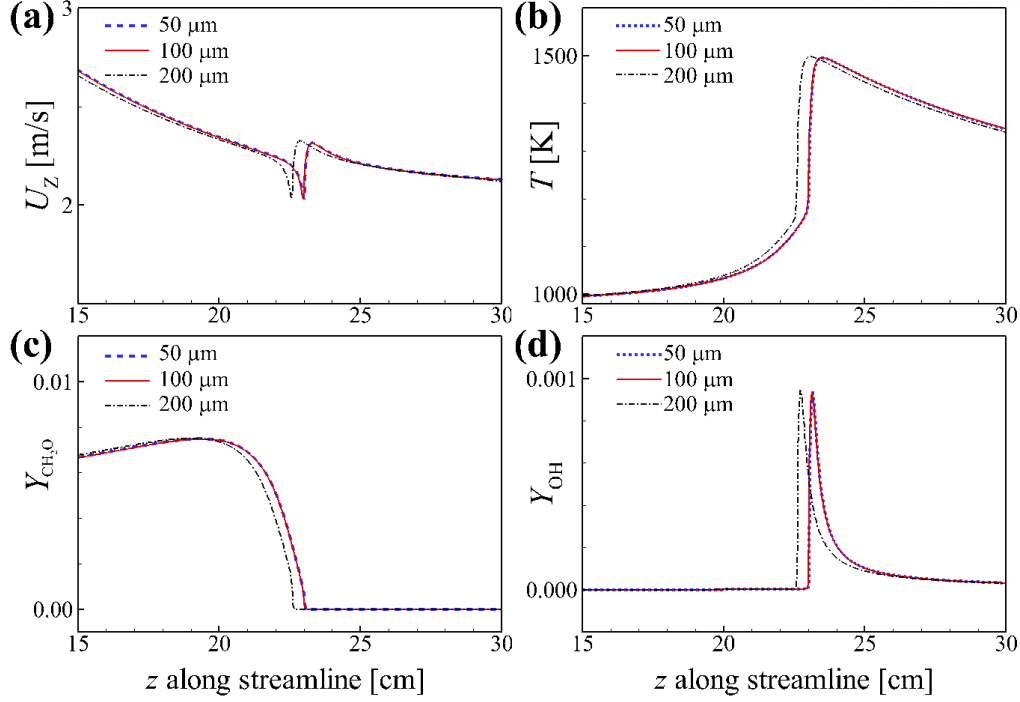 (a)
3
2
U_Z [m/s]
50 μm
100 μm
200 μm
15 20 25 30
(b)
1500
1000
T [K]
50 μm
100 μm
200 μm
15 20 25 30
(c)
0.01
0.00
Y_CH₂O
50 μm
100 μm
200 μm
15 20 25 30
z along streamline [cm]
(d)
0.001
0.000
Y_OH
50 μm
100 μm
200 μm
15 20 25 30
z along streamline [cm]